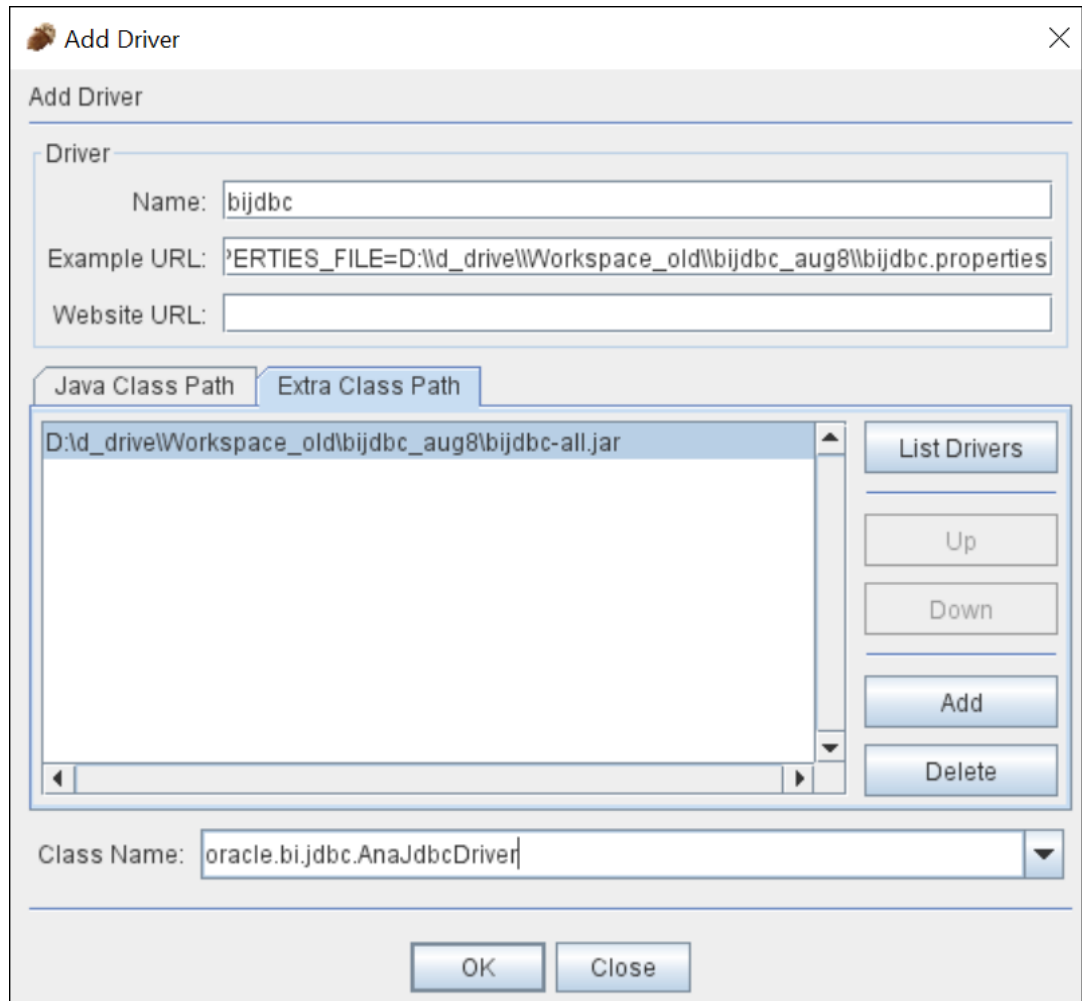 Add Driver
Add Driver
Driver
Name: bijdbc
Example URL: PERTIES_FILE=D:\\d_drive\\Workspace_old\\bijdbc_aug8\\bijdbc.properties
Website URL:
Java Class Path Extra Class Path
D:\d_drive\Workspace_old\bijdbc_aug8\bijdbc-all.jar
List Drivers
Up
Down
Add
Delete
Class Name: oracle.bi.jdbc.AnaJdbcDriver
OK Close